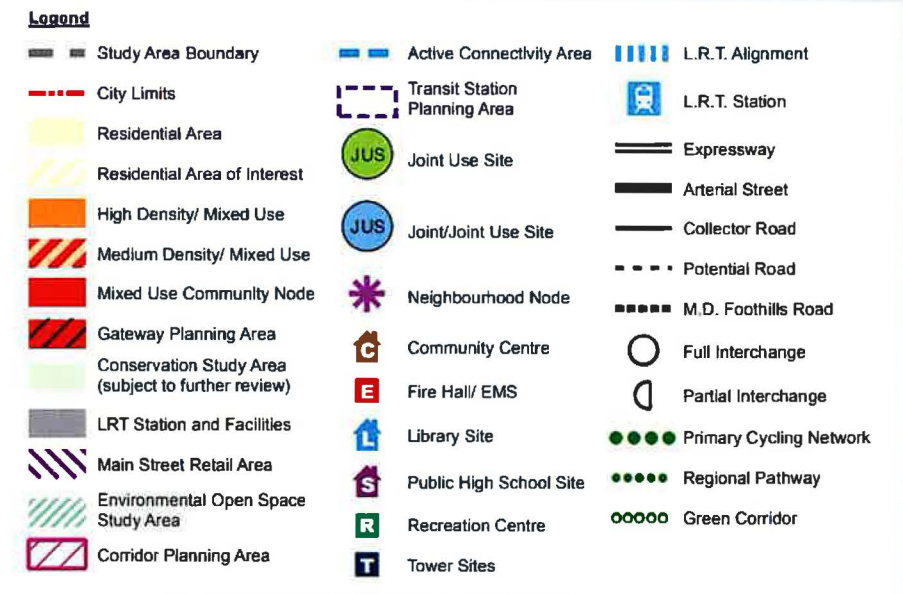 Legend
Study Area Boundary
City Limits
Residential Area
Residential Area of Interest
High Density/ Mixed Use
Medium Density/ Mixed Use
Mixed Use Community Node
Gateway Planning Area
Conservation Study Area
(subject to further review)
LRT Station and Facilities
Main Street Retail Area
Environmental Open Space
Study Area
Corridor Planning Area
Active Connectivity Area
Transit Station
Planning Area
JUS Joint Use Site
JUS Joint/Joint Use Site
Neighbourhood Node
C Community Centre
E Fire Hall/ EMS
L Library Site
S Public High School Site
R Recreation Centre
T Tower Sites
L.R.T. Alignment
L.R.T. Station
Expressway
Arterial Street
Collector Road
Potential Road
M.D. Foothills Road
Full Interchange
Partial Interchange
Primary Cycling Network
Regional Pathway
Green Corridor